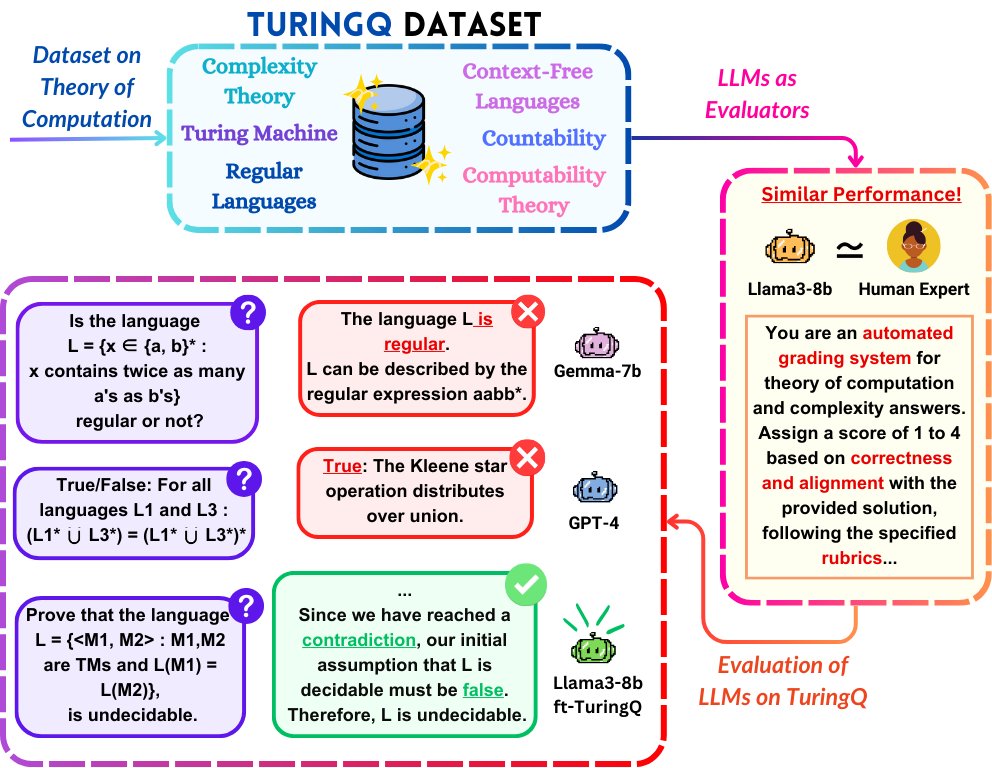 TURINGQ DATASET
Dataset on
Theory of
Computation
Complexity
Theory
Turing Machine
Regular
Languages
Context-Free
Languages
Countability
Computability
Theory
LLMs as
Evaluators
Similar Performance!
≃
Llama3-8b
Human Expert
You are an automated
grading system for
theory of computation
and complexity answers.
Assign a score of 1 to 4
based on correctness
and alignment with the
provided solution,
following the specified
rubrics...
Evaluation of
LLMs on TuringQ
?
Is the language
L = {x ∈ {a, b}* :
x contains twice as many
a's as b's}
regular or not?
The language L is
regular.
L can be described by the
regular expression aabb*.
Gemma-7b
?
True/False: For all
languages L1 and L3 :
(L1* ∪ L3*) = (L1* ∪ L3*)*
True: The Kleene star
operation distributes
over union.
GPT-4
?
Prove that the language
L = {<M1, M2> : M1,M2
are TMs and L(M1) =
L(M2)},
is undecidable.
...
Since we have reached a
contradiction, our initial
assumption that L is
decidable must be false.
Therefore, L is undecidable.
Llama3-8b
ft-TuringQ